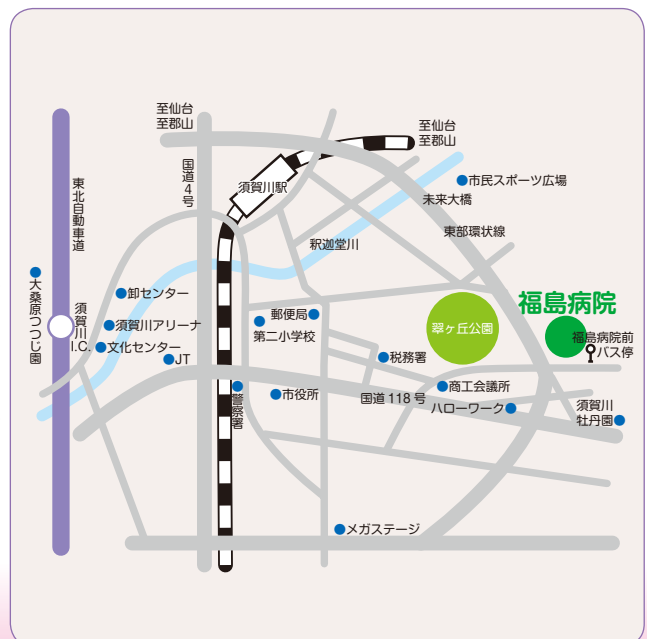 至仙台
至郡山
至仙台
至郡山
国道4号
須賀川駅
東北自動車道
市民スポーツ広場
未来大橋
東部環状線
釈迦堂川
大桑原つつじ園
卸センター
須賀川
I.C.
須賀川アリーナ
文化センター
JT
郵便局
第二小学校
翠ヶ丘公園
福島病院
福島病院前
バス停
税務署
警察署
市役所
国道118号
商工会議所
ハローワーク
須賀川
牡丹園
メガステージ